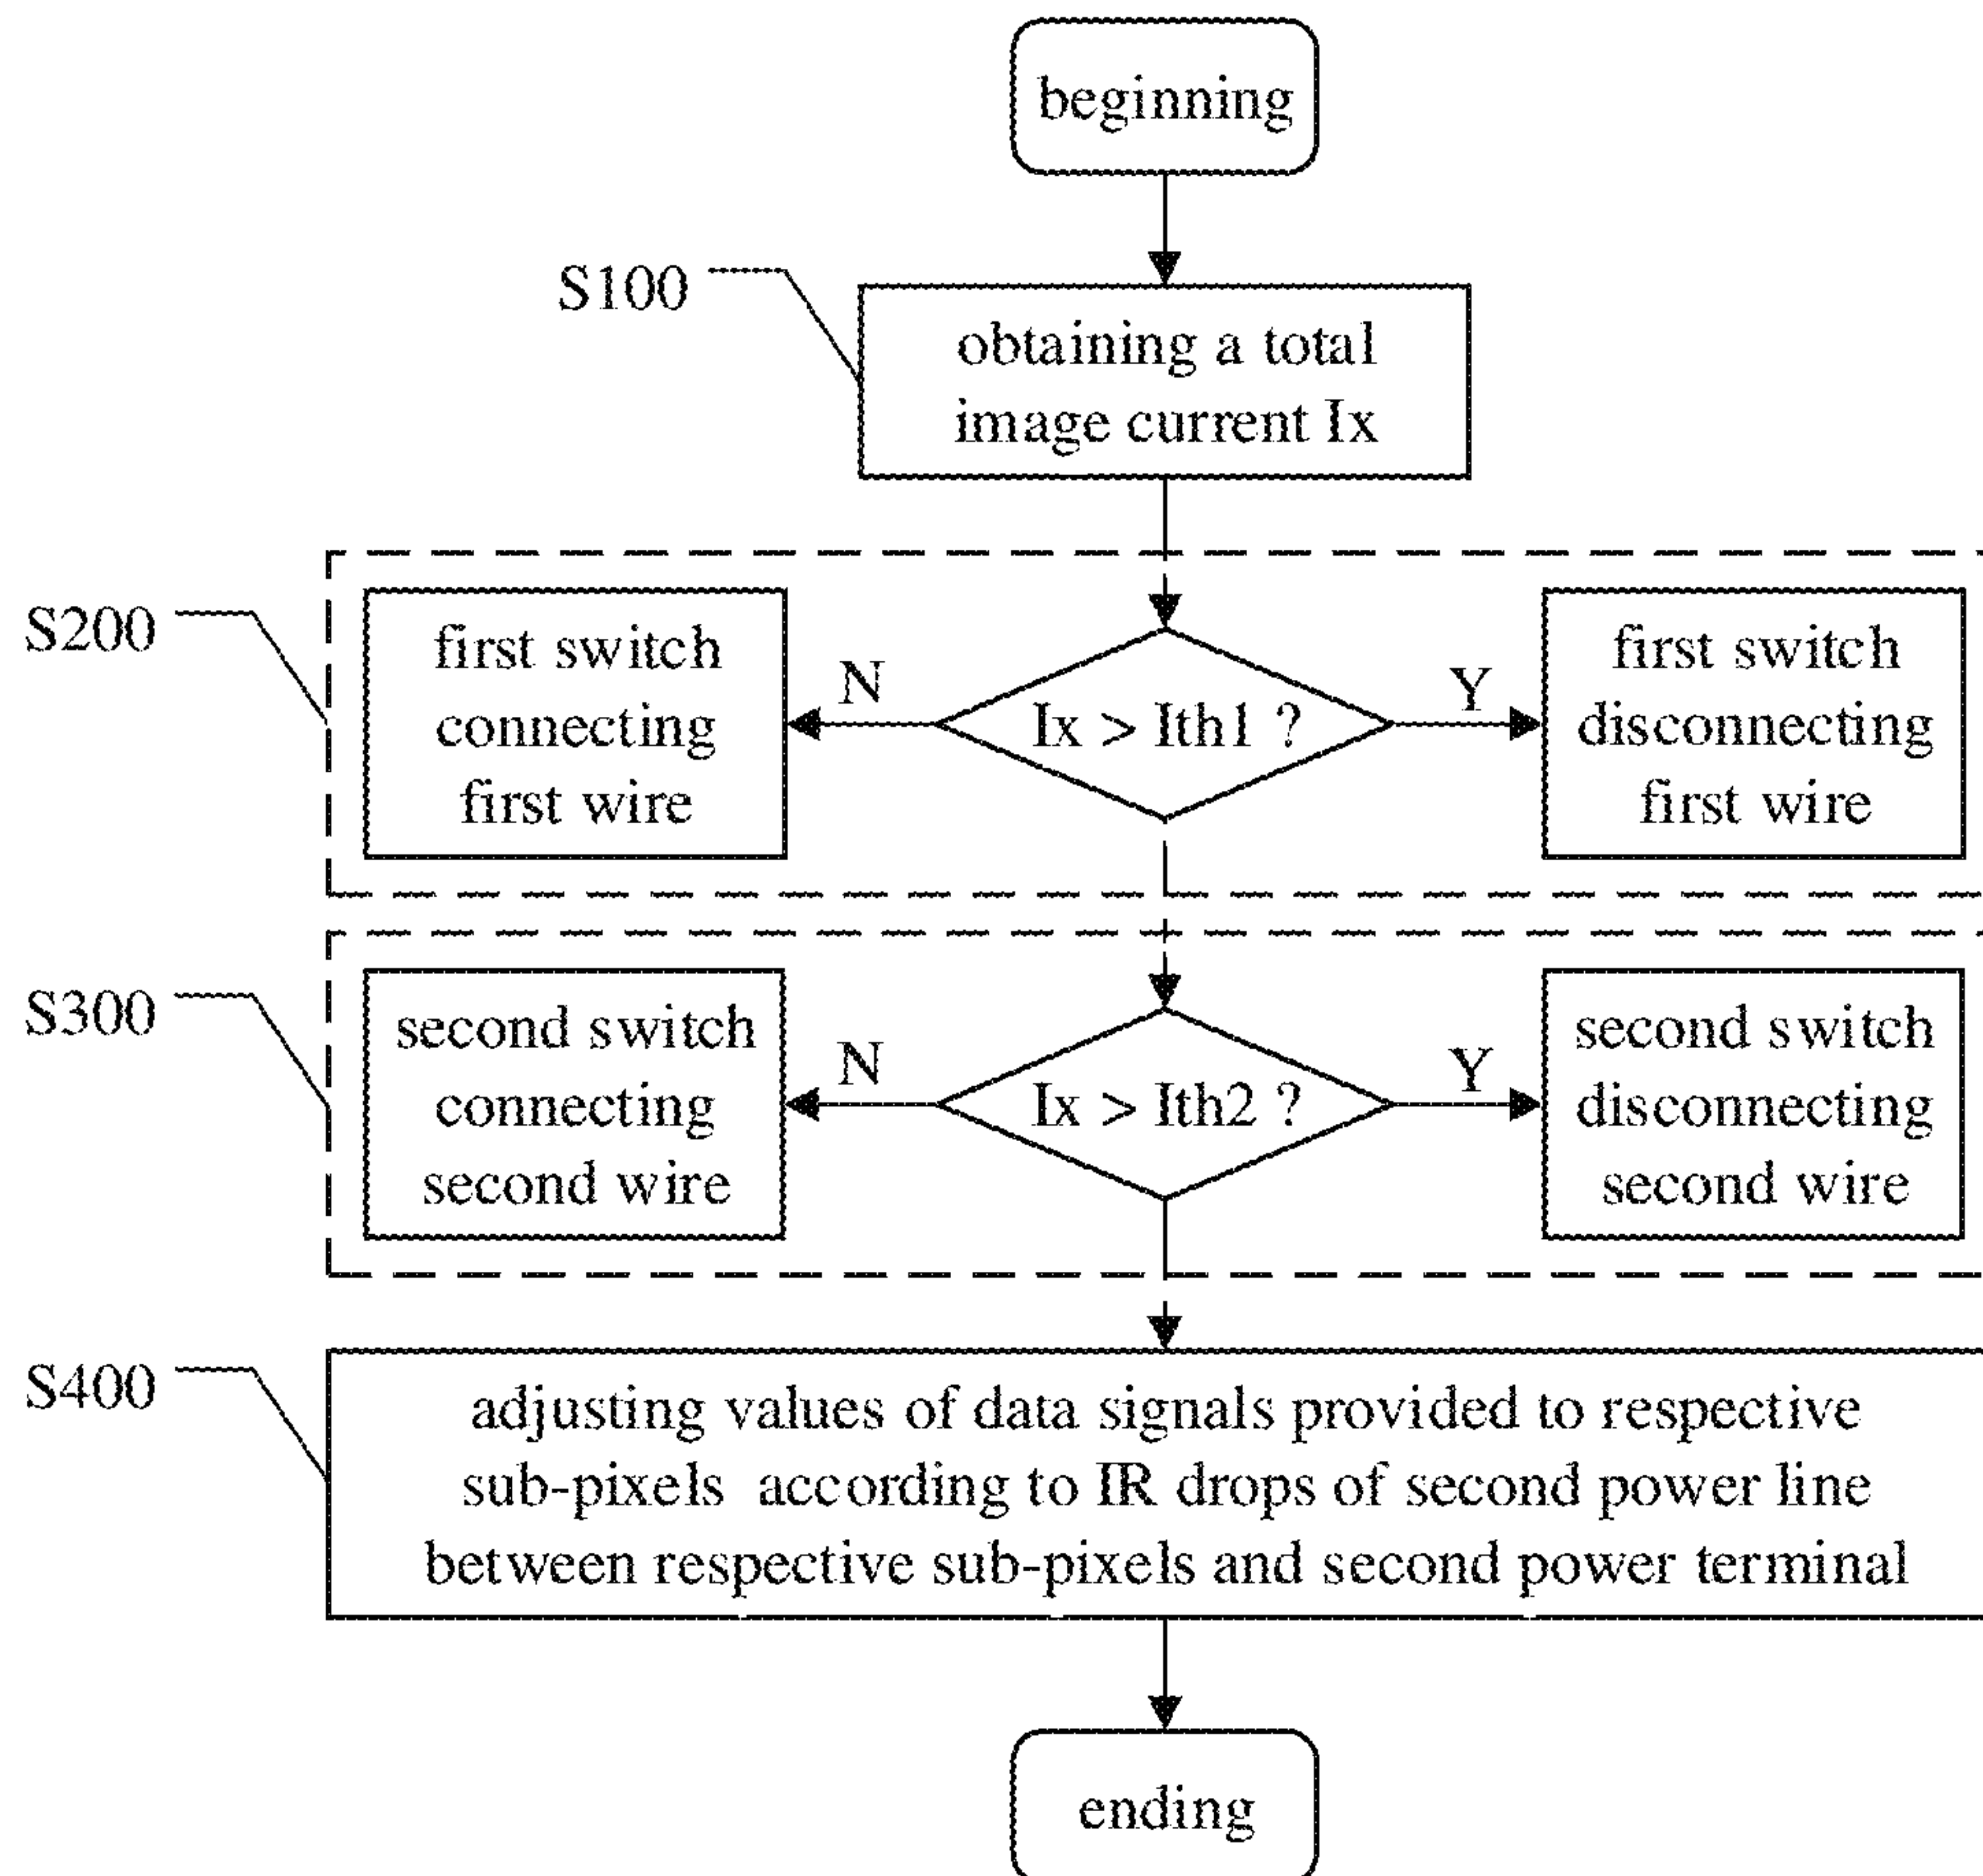 beginning
S100
obtaining a total
image current Ix
S200
first switch
connecting
first wire
N
Ix > Ith1 ?
Y
first switch
disconnecting
first wire
S300
second switch
connecting
second wire
N
Ix > Ith2 ?
Y
second switch
disconnecting
second wire
S400
adjusting values of data signals provided to respective
sub-pixels according to IR drops of second power line
between respective sub-pixels and second power terminal
ending